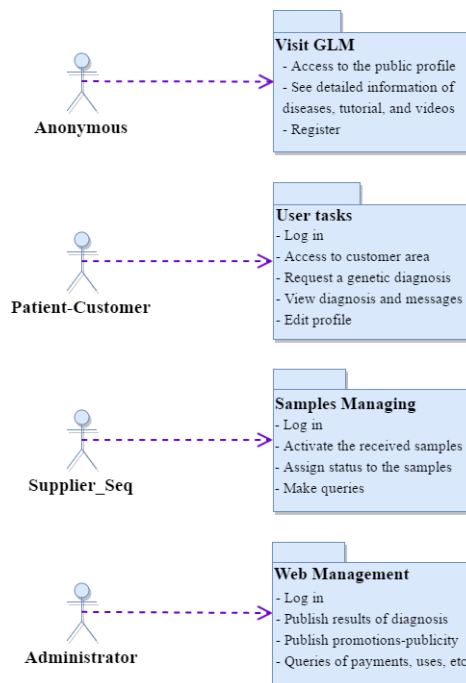 Visit GLM
- Access to the public profile
- See detailed information of
diseases, tutorial, and videos
- Register
Anonymous
User tasks
- Log in
- Access to customer area
- Request a genetic diagnosis
- View diagnosis and messages
- Edit profile
Patient-Customer
Samples Managing
- Log in
- Activate the received samples
- Assign status to the samples
- Make queries
Supplier_Seq
Web Management
- Log in
- Publish results of diagnosis
- Publish promotions-publicity
- Queries of payments, uses, etc
Administrator